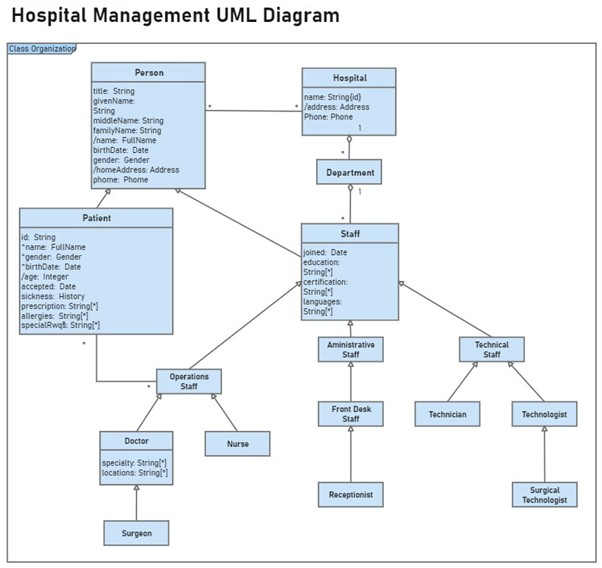 Hospital Management UML Diagram
Class Organization
Person
title: String
givenName:
String
middleName: String
familyName: String
/name: FullName
birthDate: Date
gender: Gender
/homeAddress: Address
phome: Phome
*
*
Hospital
name: String{id}
/address: Address
Phone: Phone
1
*
Department
1
*
Patient
id: String
^name: FullName
^gender: Gender
^birthDate: Date
/age: Integer
accepted: Date
sickness: History
prescription: String[*]
allergies: String[*]
specialRwqš: String[*]
*
*
Staff
joined: Date
education:
String[*]
certification:
String[*]
languages:
String[*]
Operations
Staff
Aministrative
Staff
Technical
Staff
Doctor
specialty: String[*]
locations: String[*]
Nurse
Front Desk
Staff
Technician
Technologist
Surgeon
Receptionist
Surgical
Technologist